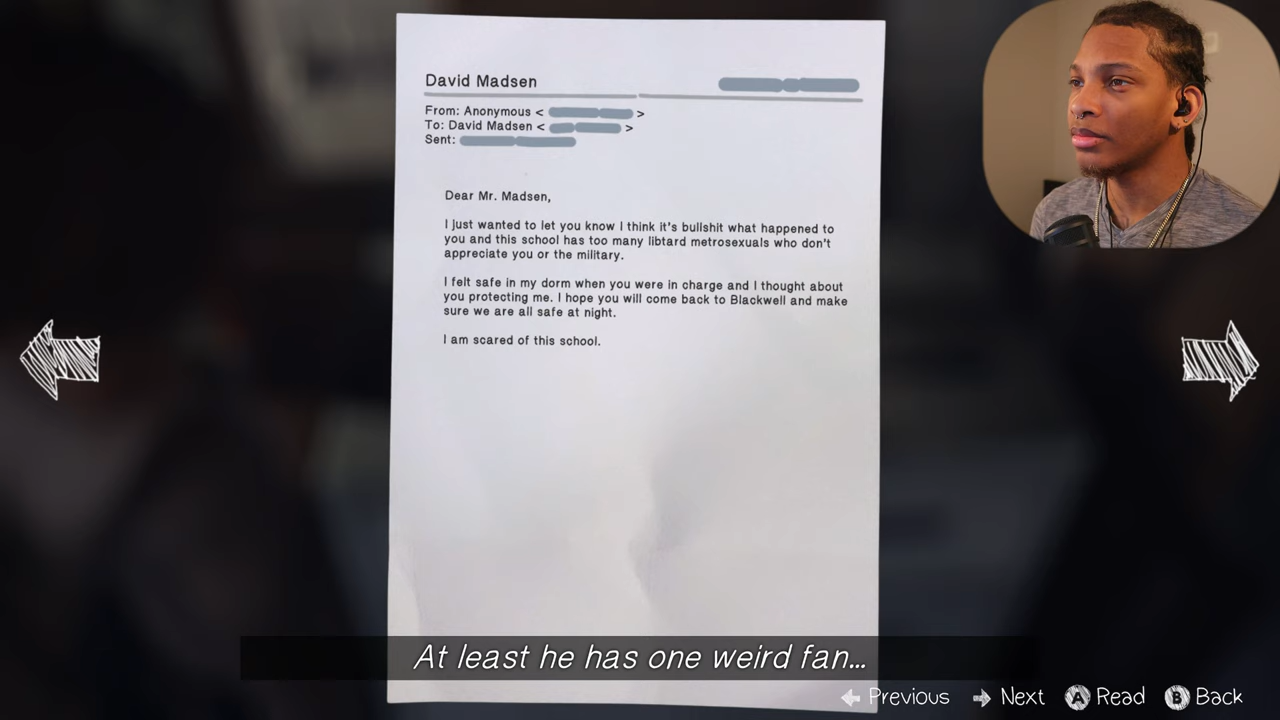 David Madsen
From: Anonymous < >
To: David Madsen < >
Sent:
Dear Mr. Madsen,
I just wanted to let you know I think it's bullshit what happened to
you and this school has too many libtard metrosexuals who don't
appreciate you or the military.
I felt safe in my dorm when you were in charge and I thought about
you protecting me. I hope you will come back to Blackwell and make
sure we are all safe at night.
I am scared of this school.
At least he has one weird fan...
Previous Next A Read B Back